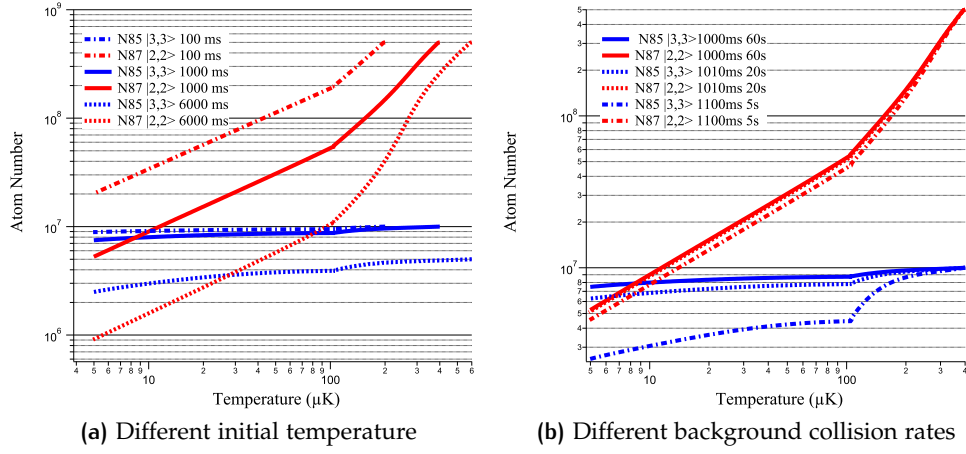 10^9
10^8
10^7
10^6
Atom Number
N85 |3,3> 100 ms
N87 |2,2> 100 ms
N85 |3,3> 1000 ms
N87 |2,2> 1000 ms
N85 |3,3> 6000 ms
N87 |2,2> 6000 ms
4 5 6 7 8 9 10 2 3 4 5 6 7 8 9 100 2 3 4 5 6
Temperature (µK)
(a) Different initial temperature
5
4
3
2
10^8
9
8
7
6
5
4
3
2
10^7
9
8
7
6
5
4
3
Atom Number
N85 |3,3>1000ms 60s
N87 |2,2> 1000ms 60s
N85 |3,3> 1010ms 20s
N87 |2,2> 1010ms 20s
N85 |3,3> 1100ms 5s
N87 |2,2> 1100ms 5s
5 6 7 8 9 10 2 3 4 5 6 7 8 9 100 2 3 4
Temperature (µK)
(b) Different background collision rates